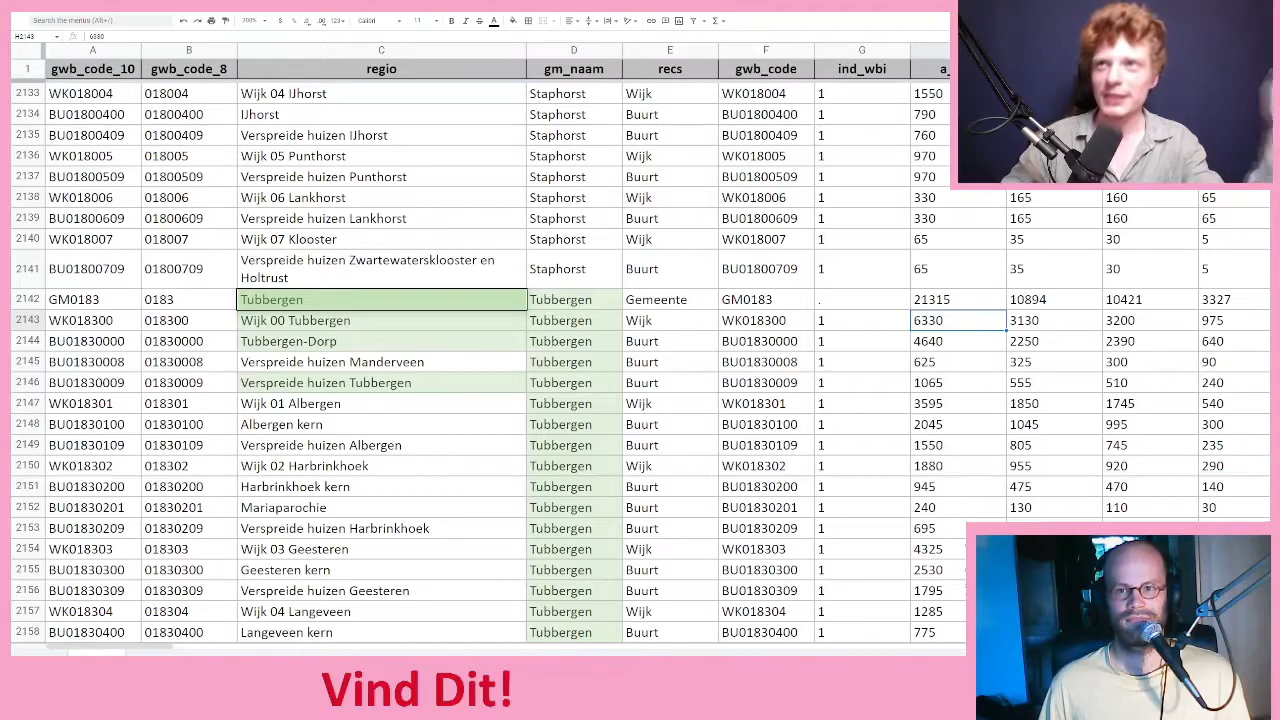 Search the menus (Alt+/) 200% $ % .0 .00 123 Calibri 11 B I S A
H2143 fx 6330
A B C D E F G
1 gwb_code_10 gwb_code_8 regio gm_naam recs gwb_code ind_wbi a_
2133 WK018004 018004 Wijk 04 IJhorst Staphorst Wijk WK018004 1 1550
2134 BU01800400 01800400 IJhorst Staphorst Buurt BU01800400 1 790
2135 BU01800409 01800409 Verspreide huizen IJhorst Staphorst Buurt BU01800409 1 760
2136 WK018005 018005 Wijk 05 Punthorst Staphorst Wijk WK018005 1 970
2137 BU01800509 01800509 Verspreide huizen Punthorst Staphorst Buurt BU01800509 1 970
2138 WK018006 018006 Wijk 06 Lankhorst Staphorst Wijk WK018006 1 330 165 160 65
2139 BU01800609 01800609 Verspreide huizen Lankhorst Staphorst Buurt BU01800609 1 330 165 160 65
2140 WK018007 018007 Wijk 07 Klooster Staphorst Wijk WK018007 1 65 35 30 5
2141 BU01800709 01800709 Verspreide huizen Zwartewatersklooster en Staphorst Buurt BU01800709 1 65 35 30 5
Holtrust
2142 GM0183 0183 Tubbergen Tubbergen Gemeente GM0183 . 21315 10894 10421 3327
2143 WK018300 018300 Wijk 00 Tubbergen Tubbergen Wijk WK018300 1 6330 3130 3200 975
2144 BU01830000 01830000 Tubbergen-Dorp Tubbergen Buurt BU01830000 1 4640 2250 2390 640
2145 BU01830008 01830008 Verspreide huizen Manderveen Tubbergen Buurt BU01830008 1 625 325 300 90
2146 BU01830009 01830009 Verspreide huizen Tubbergen Tubbergen Buurt BU01830009 1 1065 555 510 240
2147 WK018301 018301 Wijk 01 Albergen Tubbergen Wijk WK018301 1 3595 1850 1745 540
2148 BU01830100 01830100 Albergen kern Tubbergen Buurt BU01830100 1 2045 1045 995 300
2149 BU01830109 01830109 Verspreide huizen Albergen Tubbergen Buurt BU01830109 1 1550 805 745 235
2150 WK018302 018302 Wijk 02 Harbrinkhoek Tubbergen Wijk WK018302 1 1880 955 920 290
2151 BU01830200 01830200 Harbrinkhoek kern Tubbergen Buurt BU01830200 1 945 475 470 140
2152 BU01830201 01830201 Mariaparochie Tubbergen Buurt BU01830201 1 240 130 110 30
2153 BU01830209 01830209 Verspreide huizen Harbrinkhoek Tubbergen Buurt BU01830209 1 695
2154 WK018303 018303 Wijk 03 Geesteren Tubbergen Wijk WK018303 1 4325
2155 BU01830300 01830300 Geesteren kern Tubbergen Buurt BU01830300 1 2530
2156 BU01830309 01830309 Verspreide huizen Geesteren Tubbergen Buurt BU01830309 1 1795
2157 WK018304 018304 Wijk 04 Langeveen Tubbergen Wijk WK018304 1 1285
2158 BU01830400 01830400 Langeveen kern Tubbergen Buurt BU01830400 1 775
Vind Dit!